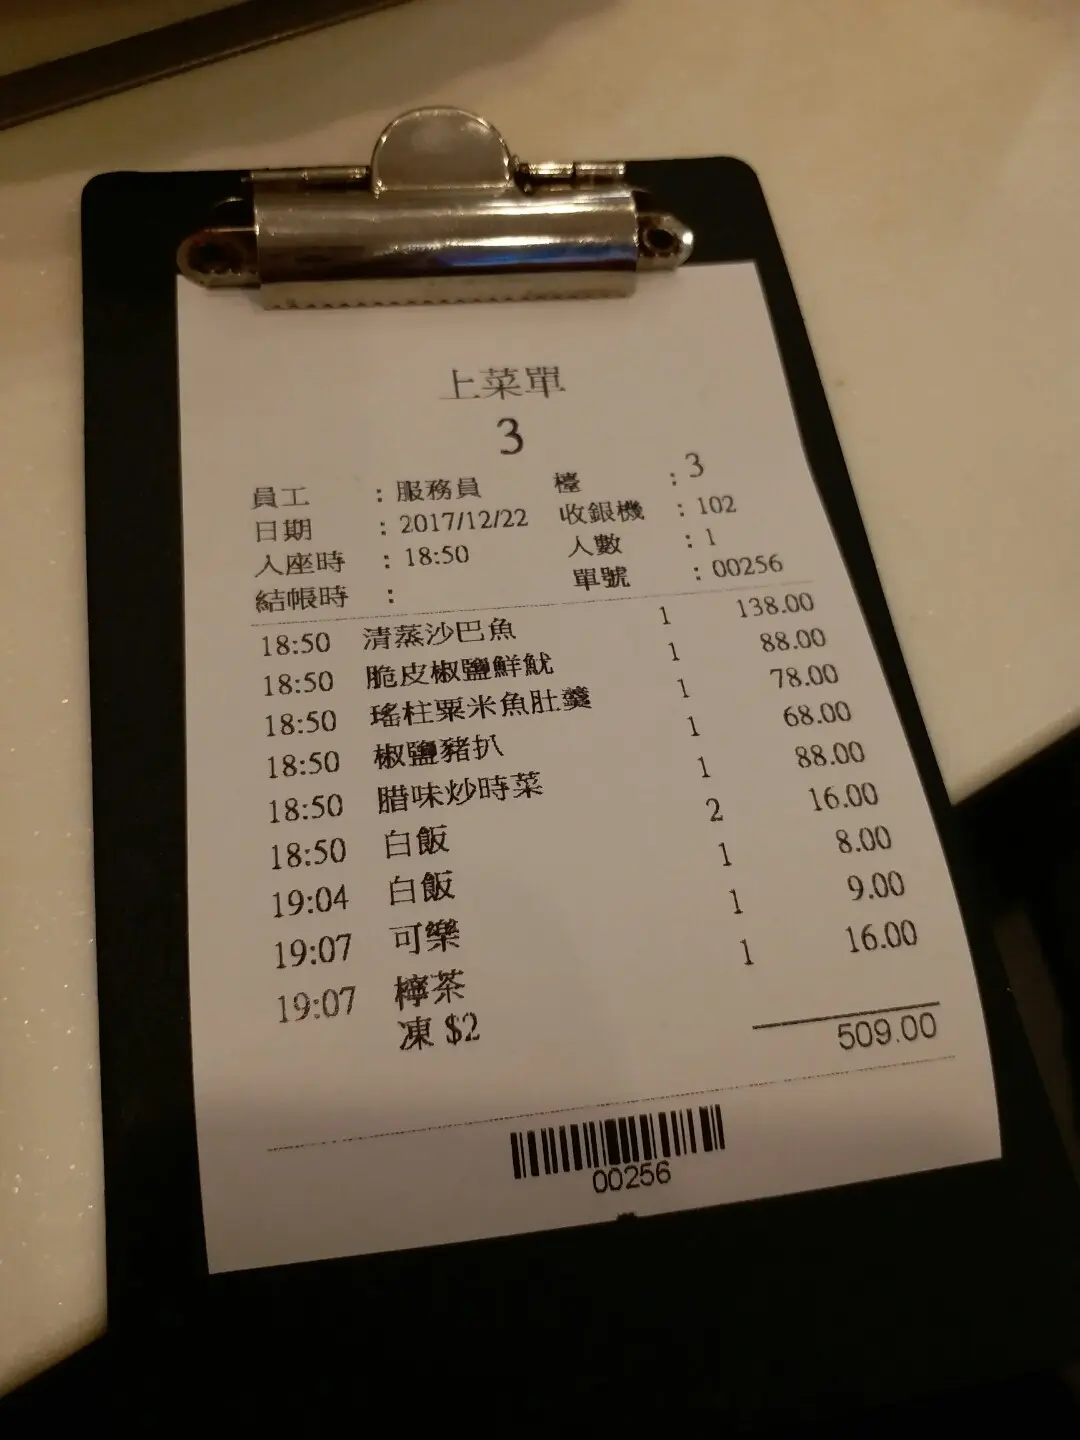 上菜單
3
員工 : 服務員 檯 : 3
日期 : 2017/12/22 收銀機 : 102
入座時 : 18:50 人數 : 1
結帳時 : 單號 : 00256
18:50 清蒸沙巴魚 1 138.00
18:50 脆皮椒鹽鮮魷 1 88.00
18:50 瑤柱粟米魚肚羹 1 78.00
18:50 椒鹽豬扒 1 68.00
18:50 腊味炒時菜 1 88.00
18:50 白飯 2 16.00
19:04 白飯 1 8.00
19:07 可樂 1 9.00
19:07 檸茶 1 16.00
凍 $2
509.00
00256